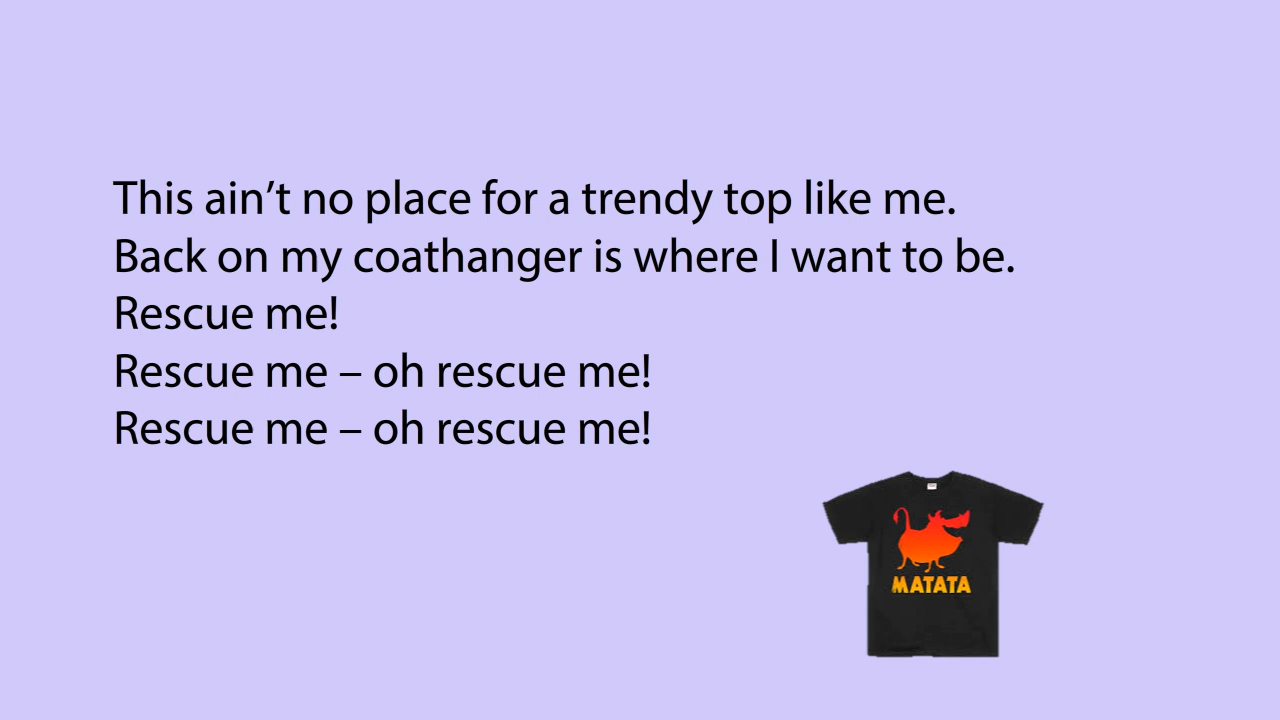 This ain’t no place for a trendy top like me.
Back on my coathanger is where I want to be.
Rescue me!
Rescue me – oh rescue me!
Rescue me – oh rescue me!
MATATA